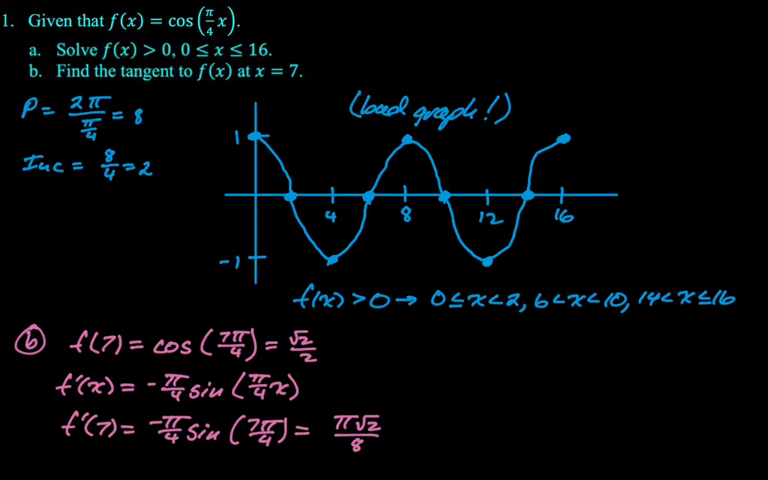 1. Given that f(x) = cos(π/4 x).
a. Solve f(x) > 0, 0 ≤ x ≤ 16.
b. Find the tangent to f(x) at x = 7.
P = 2π/(π/4) = 8
Inc = 8/4 = 2
(bad graph!)
1
4 8 12 16
-1
f(x) > 0 → 0 ≤ x < 2, 6 < x < 10, 14 < x ≤ 16
ⓑ f(7) = cos(7π/4) = √2/2
f'(x) = -π/4 sin(π/4 x)
f'(7) = -π/4 sin(7π/4) = π√2/8